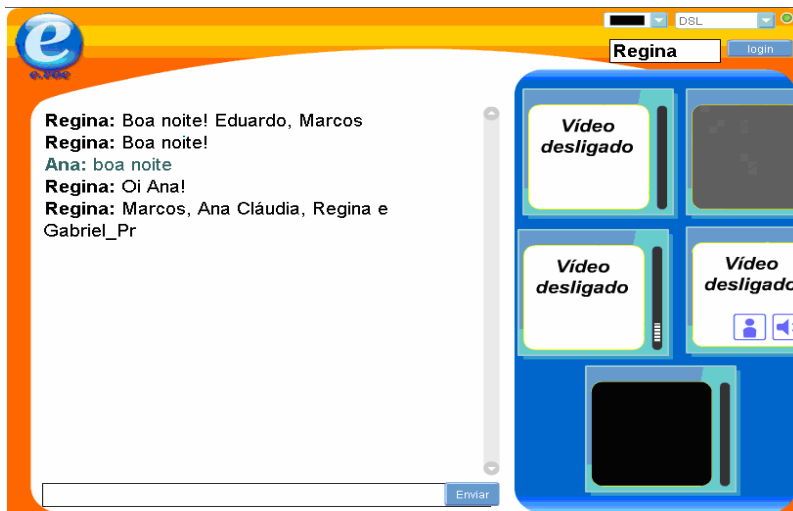 DSL
Regina
login
e.voe
Regina: Boa noite! Eduardo, Marcos
Regina: Boa noite!
Ana: boa noite
Regina: Oi Ana!
Regina: Marcos, Ana Cláudia, Regina e
Gabriel_Pr
Vídeo
desligado
Vídeo
desligado
Vídeo
desligado
Enviar